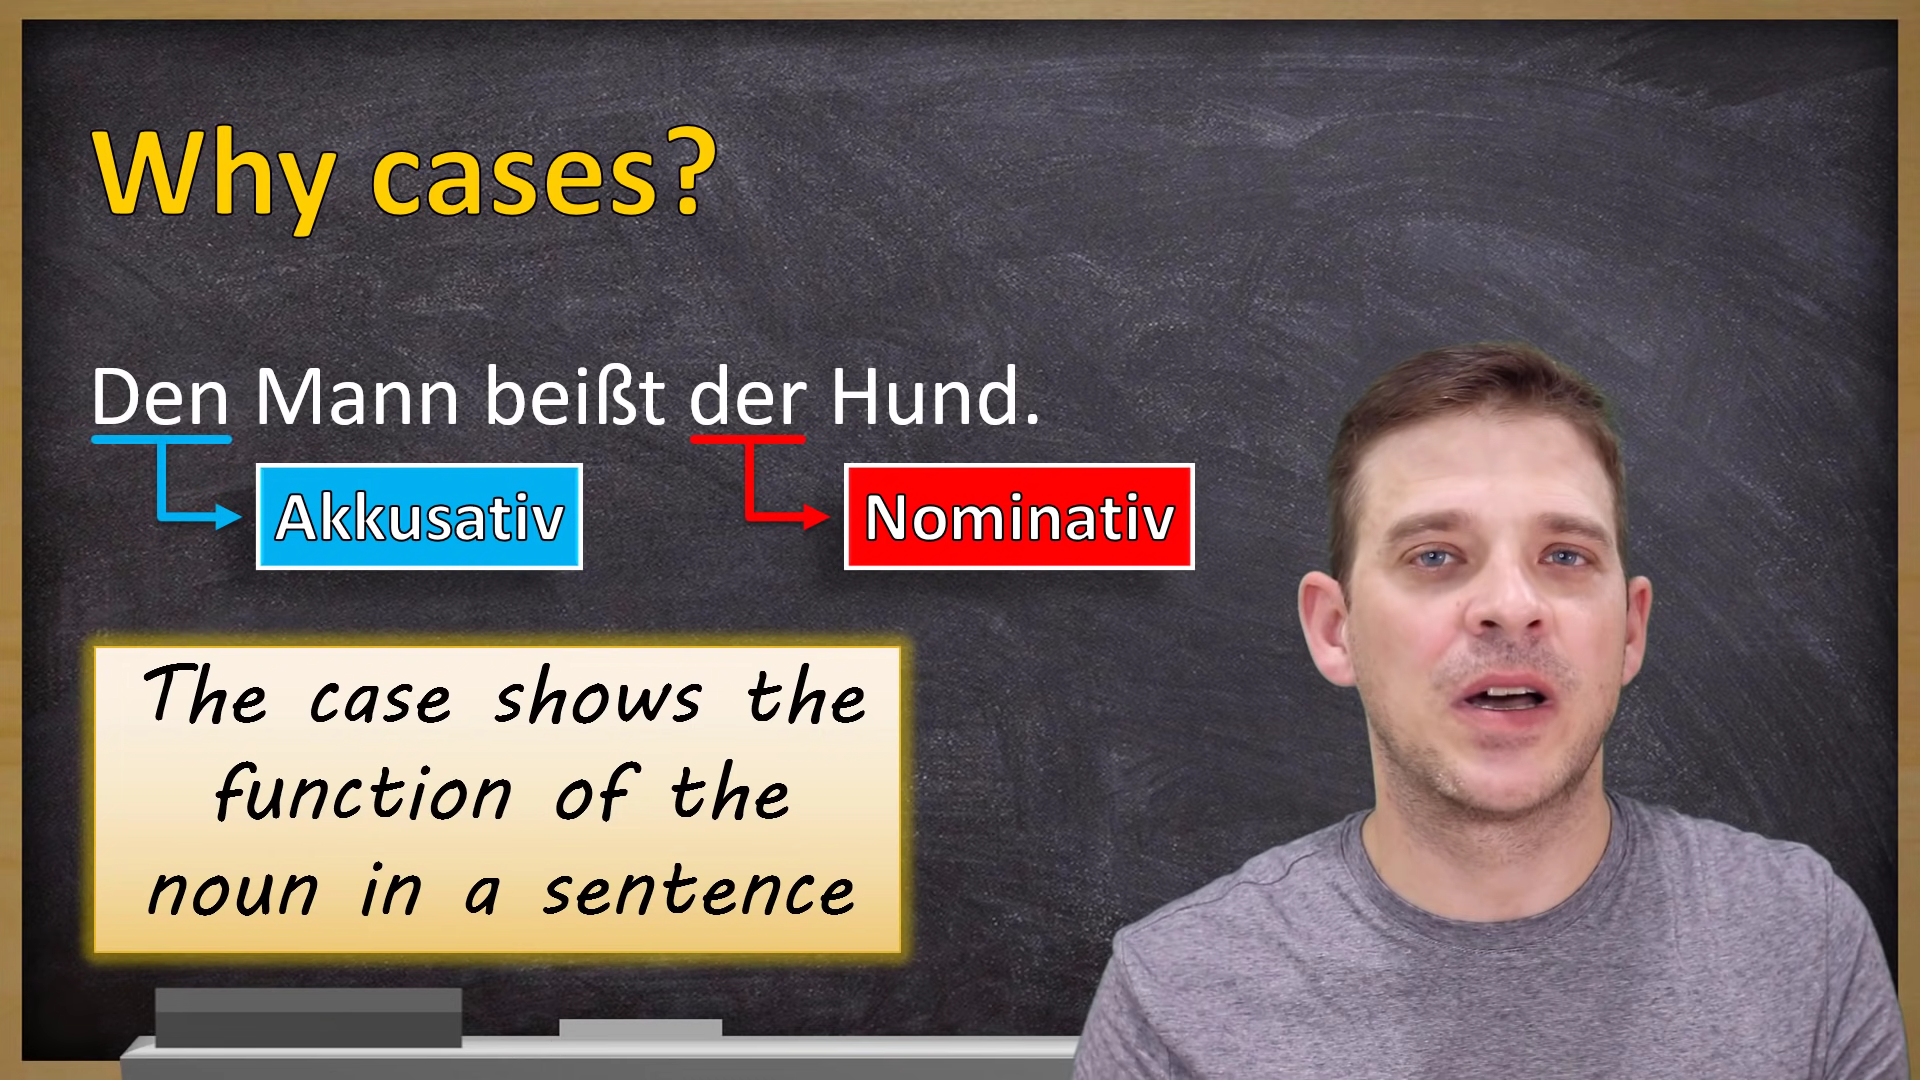 Why cases?
Den Mann beißt der Hund.
Akkusativ
Nominativ
The case shows the
function of the
noun in a sentence